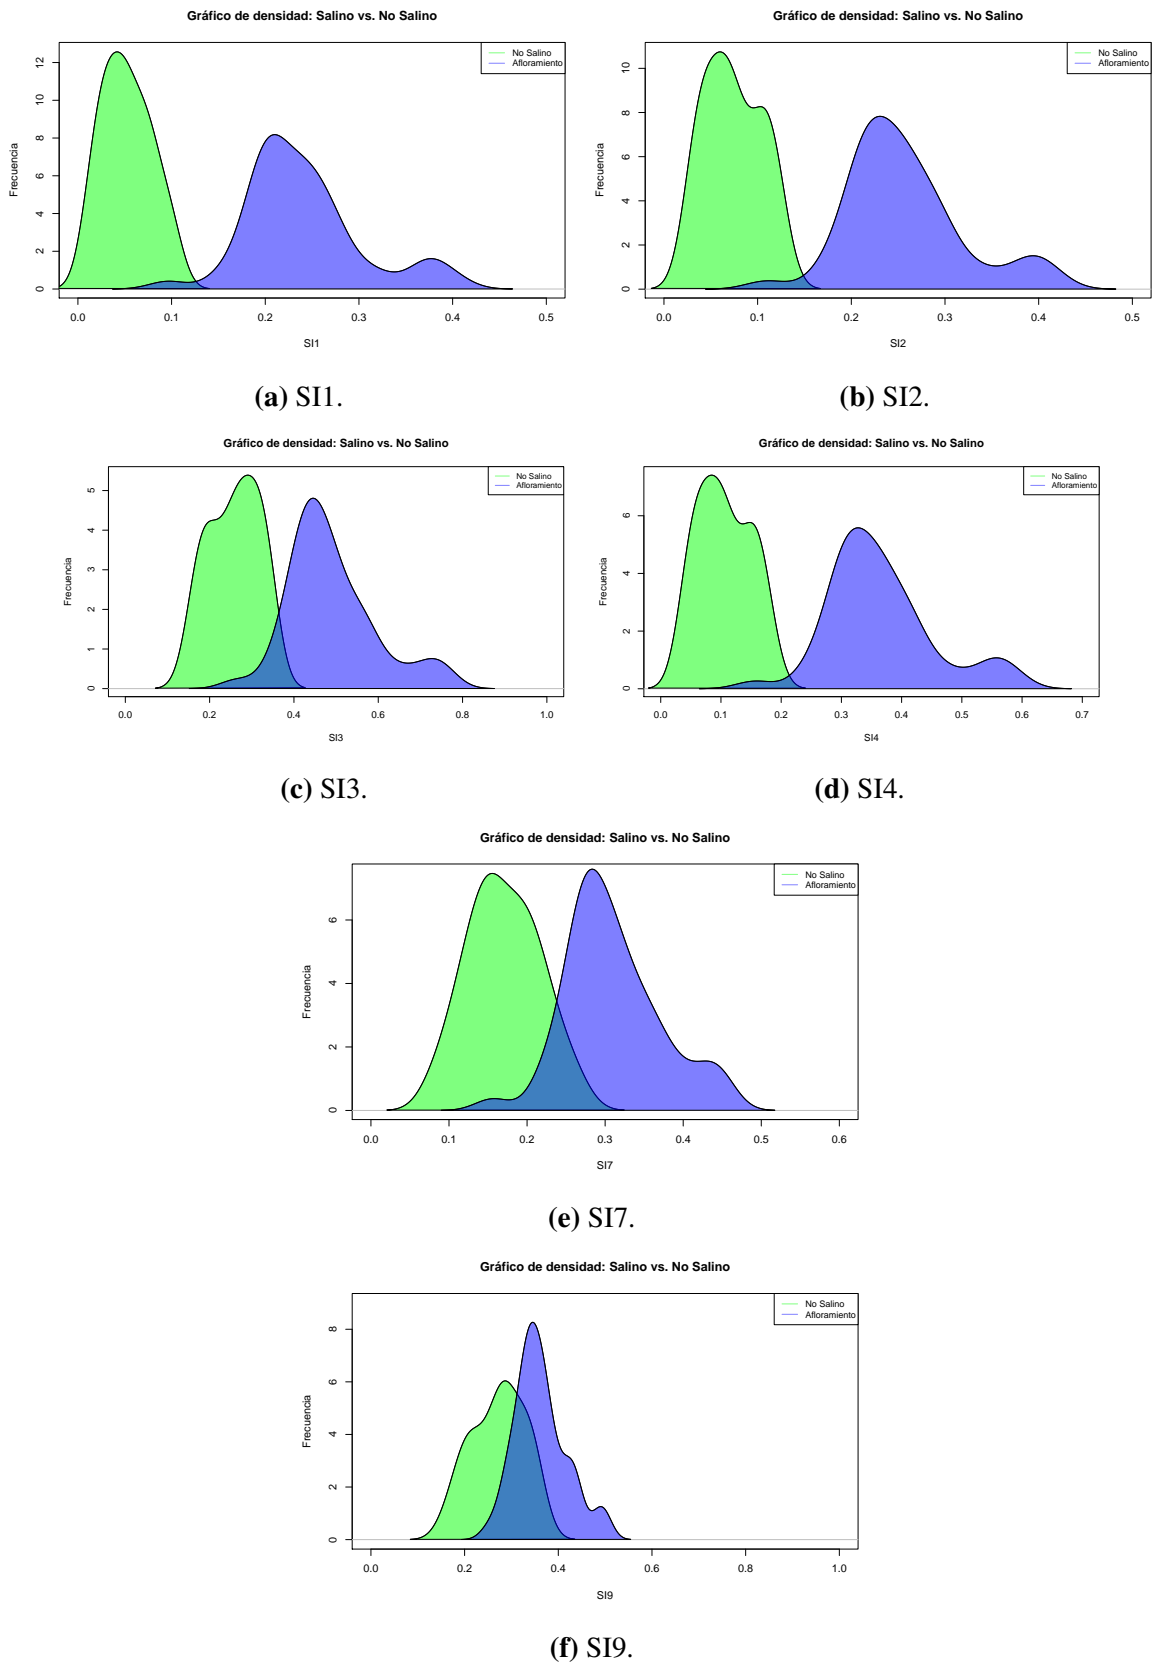 Gráfico de densidad: Salino vs. No Salino
No Salino
Afloramiento
Frecuencia
0 2 4 6 8 10 12
0.0 0.1 0.2 0.3 0.4 0.5
SI1
(a) SI1.
Gráfico de densidad: Salino vs. No Salino
No Salino
Afloramiento
Frecuencia
0 2 4 6 8 10
0.0 0.1 0.2 0.3 0.4 0.5
SI2
(b) SI2.
Gráfico de densidad: Salino vs. No Salino
No Salino
Afloramiento
Frecuencia
0 1 2 3 4 5
0.0 0.2 0.4 0.6 0.8 1.0
SI3
(c) SI3.
Gráfico de densidad: Salino vs. No Salino
No Salino
Afloramiento
Frecuencia
0 2 4 6
0.0 0.1 0.2 0.3 0.4 0.5 0.6 0.7
SI4
(d) SI4.
Gráfico de densidad: Salino vs. No Salino
No Salino
Afloramiento
Frecuencia
0 2 4 6
0.0 0.1 0.2 0.3 0.4 0.5 0.6
SI7
(e) SI7.
Gráfico de densidad: Salino vs. No Salino
No Salino
Afloramiento
Frecuencia
0 2 4 6 8
0.0 0.2 0.4 0.6 0.8 1.0
SI9
(f) SI9.